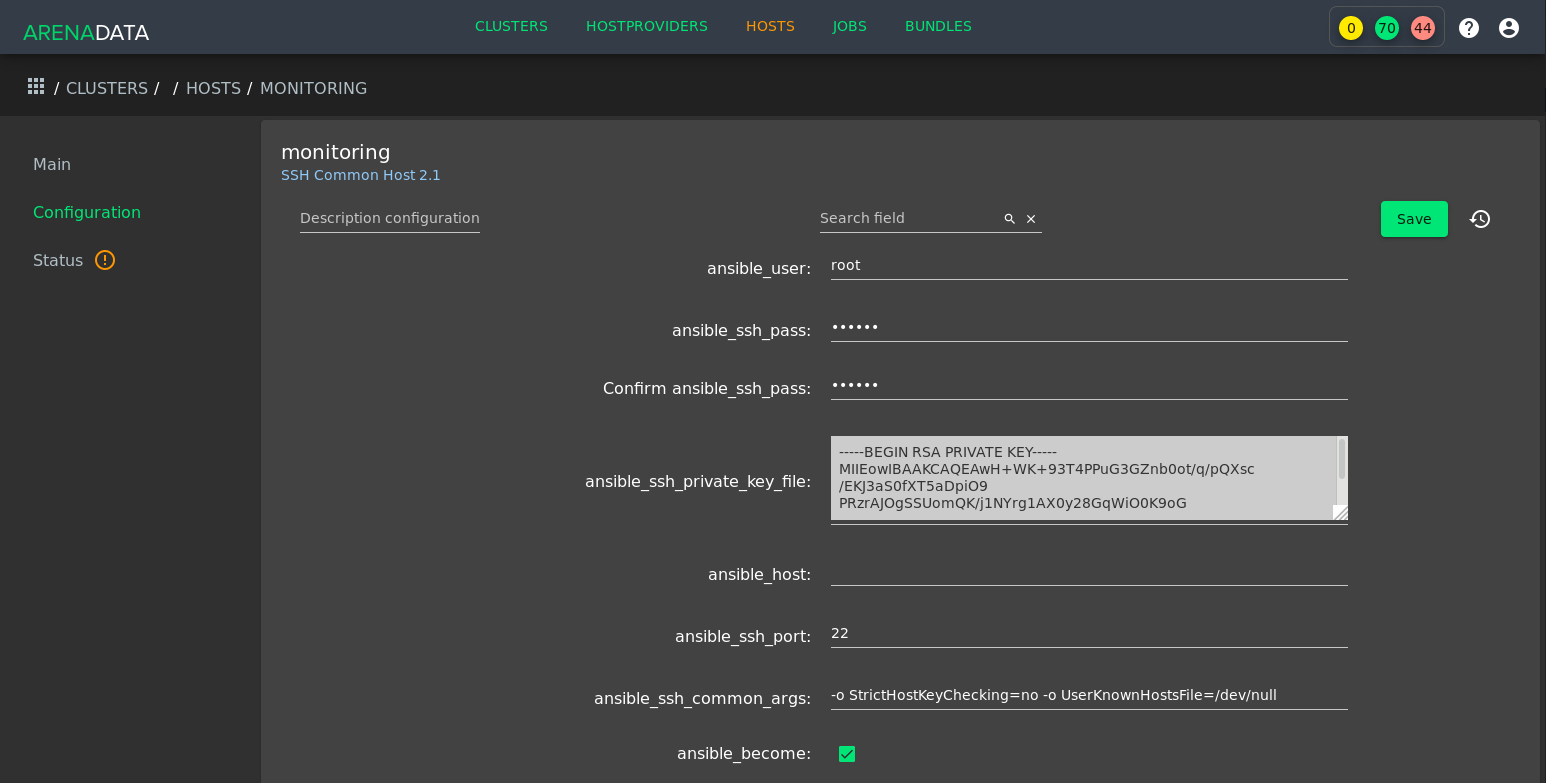 ARENADATA
CLUSTERS HOSTPROVIDERS HOSTS JOBS BUNDLES
0 70 44 ?
/ CLUSTERS / / HOSTS / MONITORING
Main
Configuration
Status !
monitoring
SSH Common Host 2.1
Description configuration Search field Save
ansible_user: root
ansible_ssh_pass: ••••••
Confirm ansible_ssh_pass: ••••••
ansible_ssh_private_key_file:
-----BEGIN RSA PRIVATE KEY-----
MIIEowIBAAKCAQEAwH+WK+93T4PPuG3GZnb0ot/q/pQXsc
/EKJ3aS0fXT5aDpiO9
PRzrAJOgSSUomQK/j1NYrg1AX0y28GqWiO0K9oG
ansible_host:
ansible_ssh_port: 22
ansible_ssh_common_args: -o StrictHostKeyChecking=no -o UserKnownHostsFile=/dev/null
ansible_become: